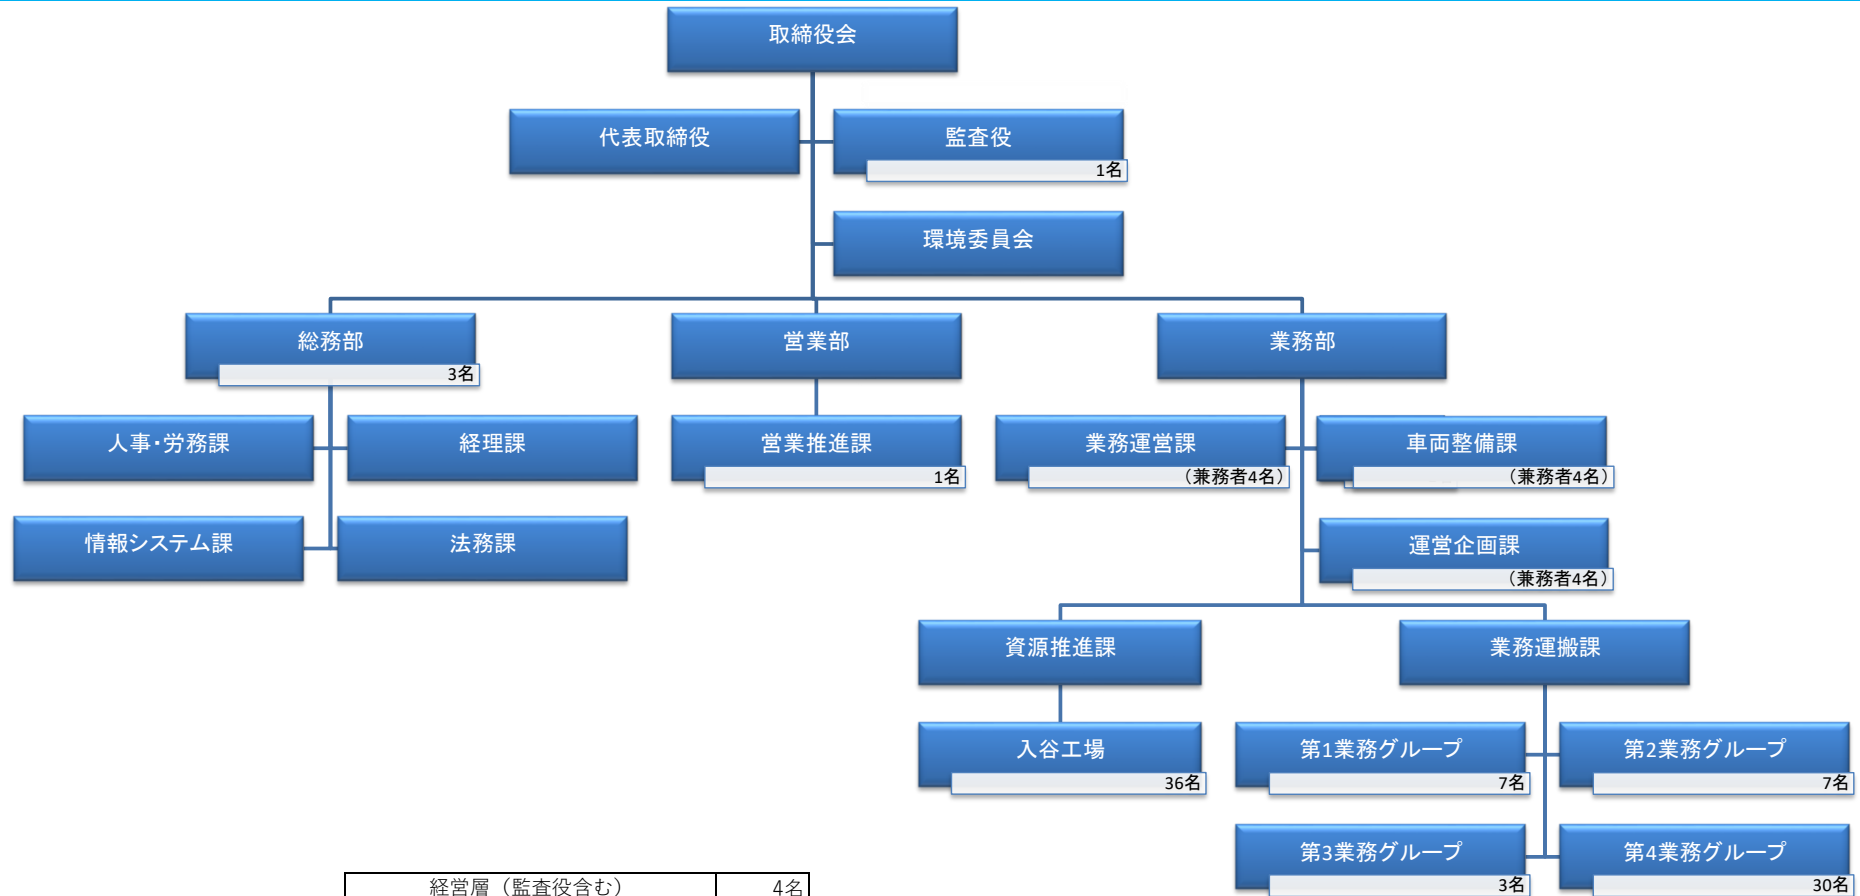 取締役会
代表取締役
監査役
1名
環境委員会
総務部
3名
営業部
業務部
人事・労務課
経理課
営業推進課
1名
業務運営課
（兼務者4名）
車両整備課
（兼務者4名）
情報システム課
法務課
運営企画課
（兼務者4名）
資源推進課
業務運搬課
入谷工場
36名
第1業務グループ
7名
第2業務グループ
7名
第3業務グループ
3名
第4業務グループ
30名
経営層（監査役含む） 4名